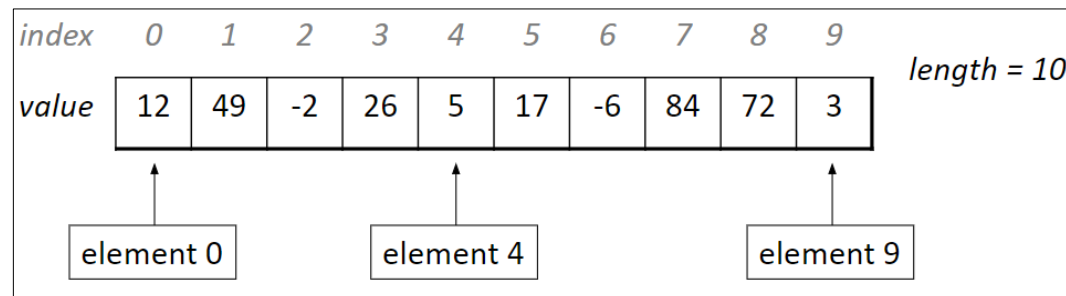 index 0 1 2 3 4 5 6 7 8 9
length = 10
value 12 49 -2 26 5 17 -6 84 72 3
element 0 element 4 element 9